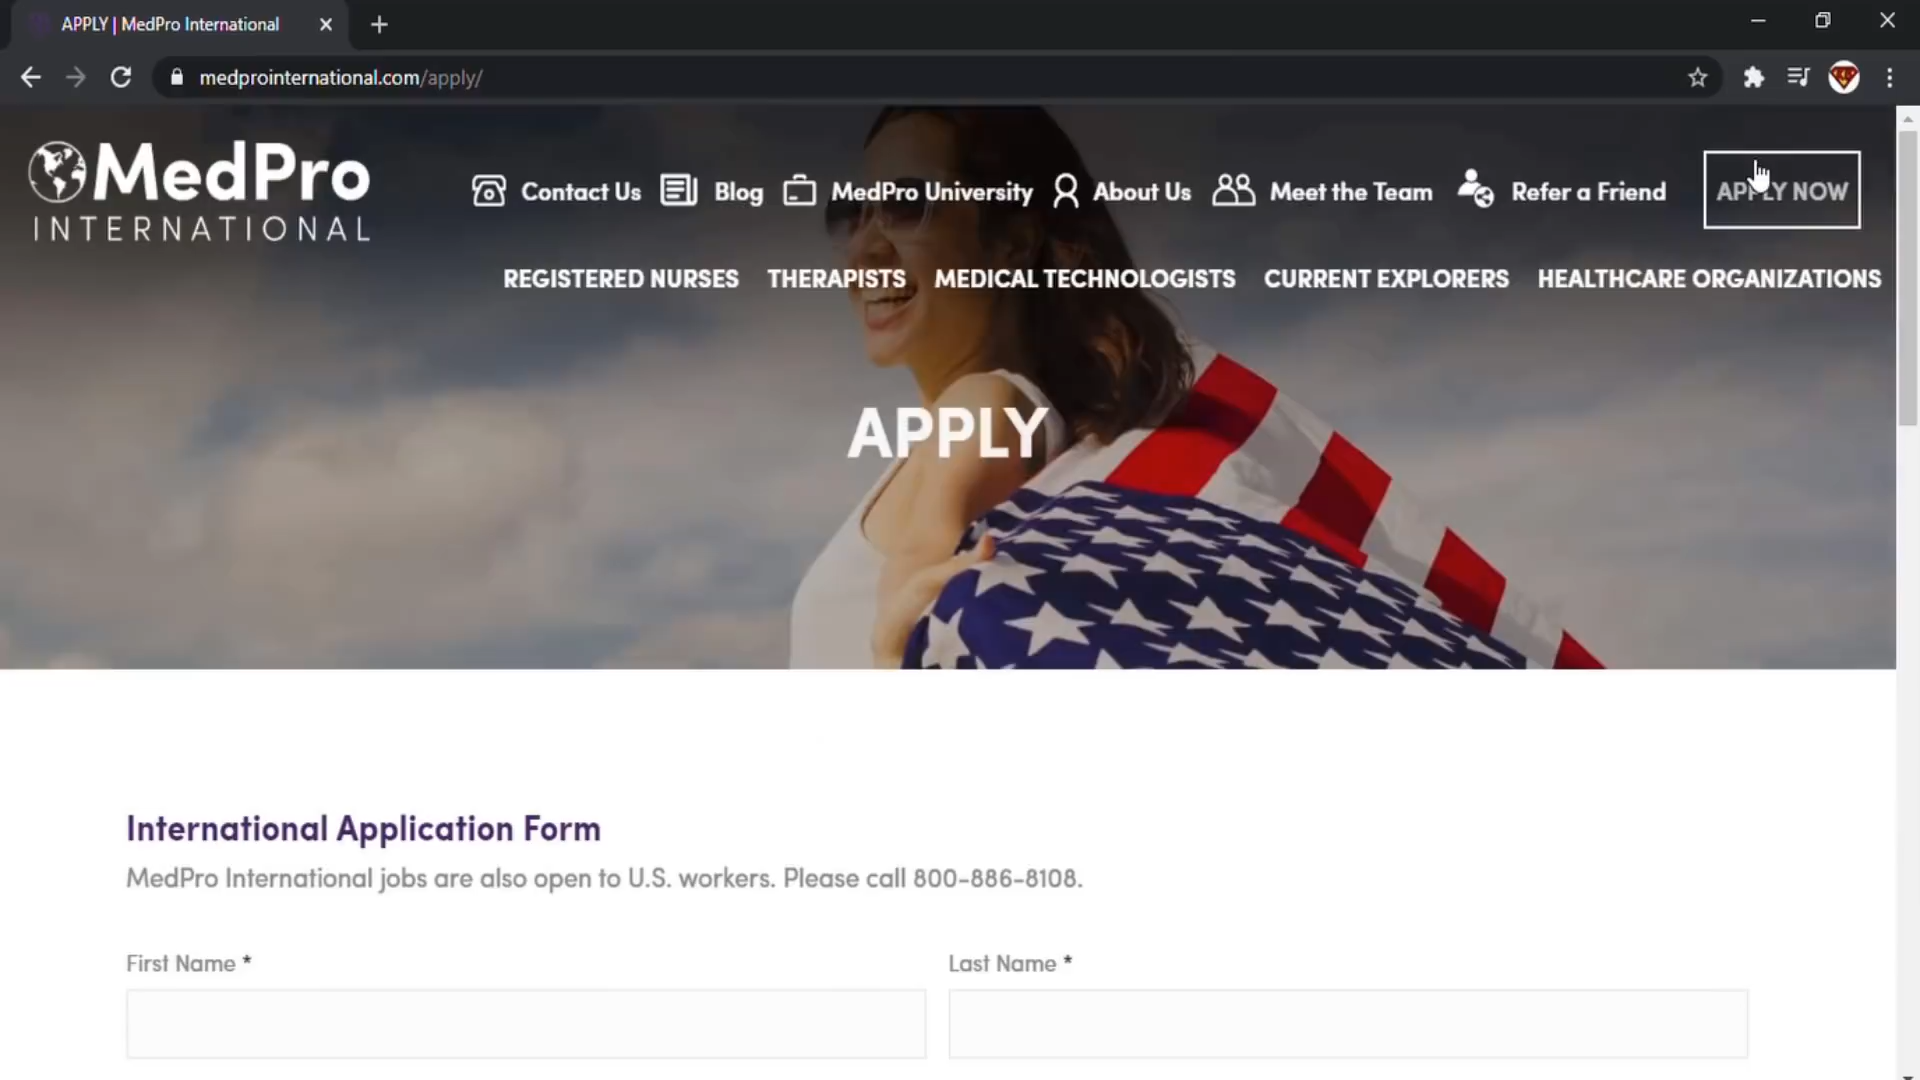 APPLY | MedPro International
medprointernational.com/apply/
MedPro
INTERNATIONAL
Contact Us Blog MedPro University About Us Meet the Team Refer a Friend APPLY NOW
REGISTERED NURSES THERAPISTS MEDICAL TECHNOLOGISTS CURRENT EXPLORERS HEALTHCARE ORGANIZATIONS
APPLY
International Application Form
MedPro International jobs are also open to U.S. workers. Please call 800-886-8108.
First Name * Last Name *